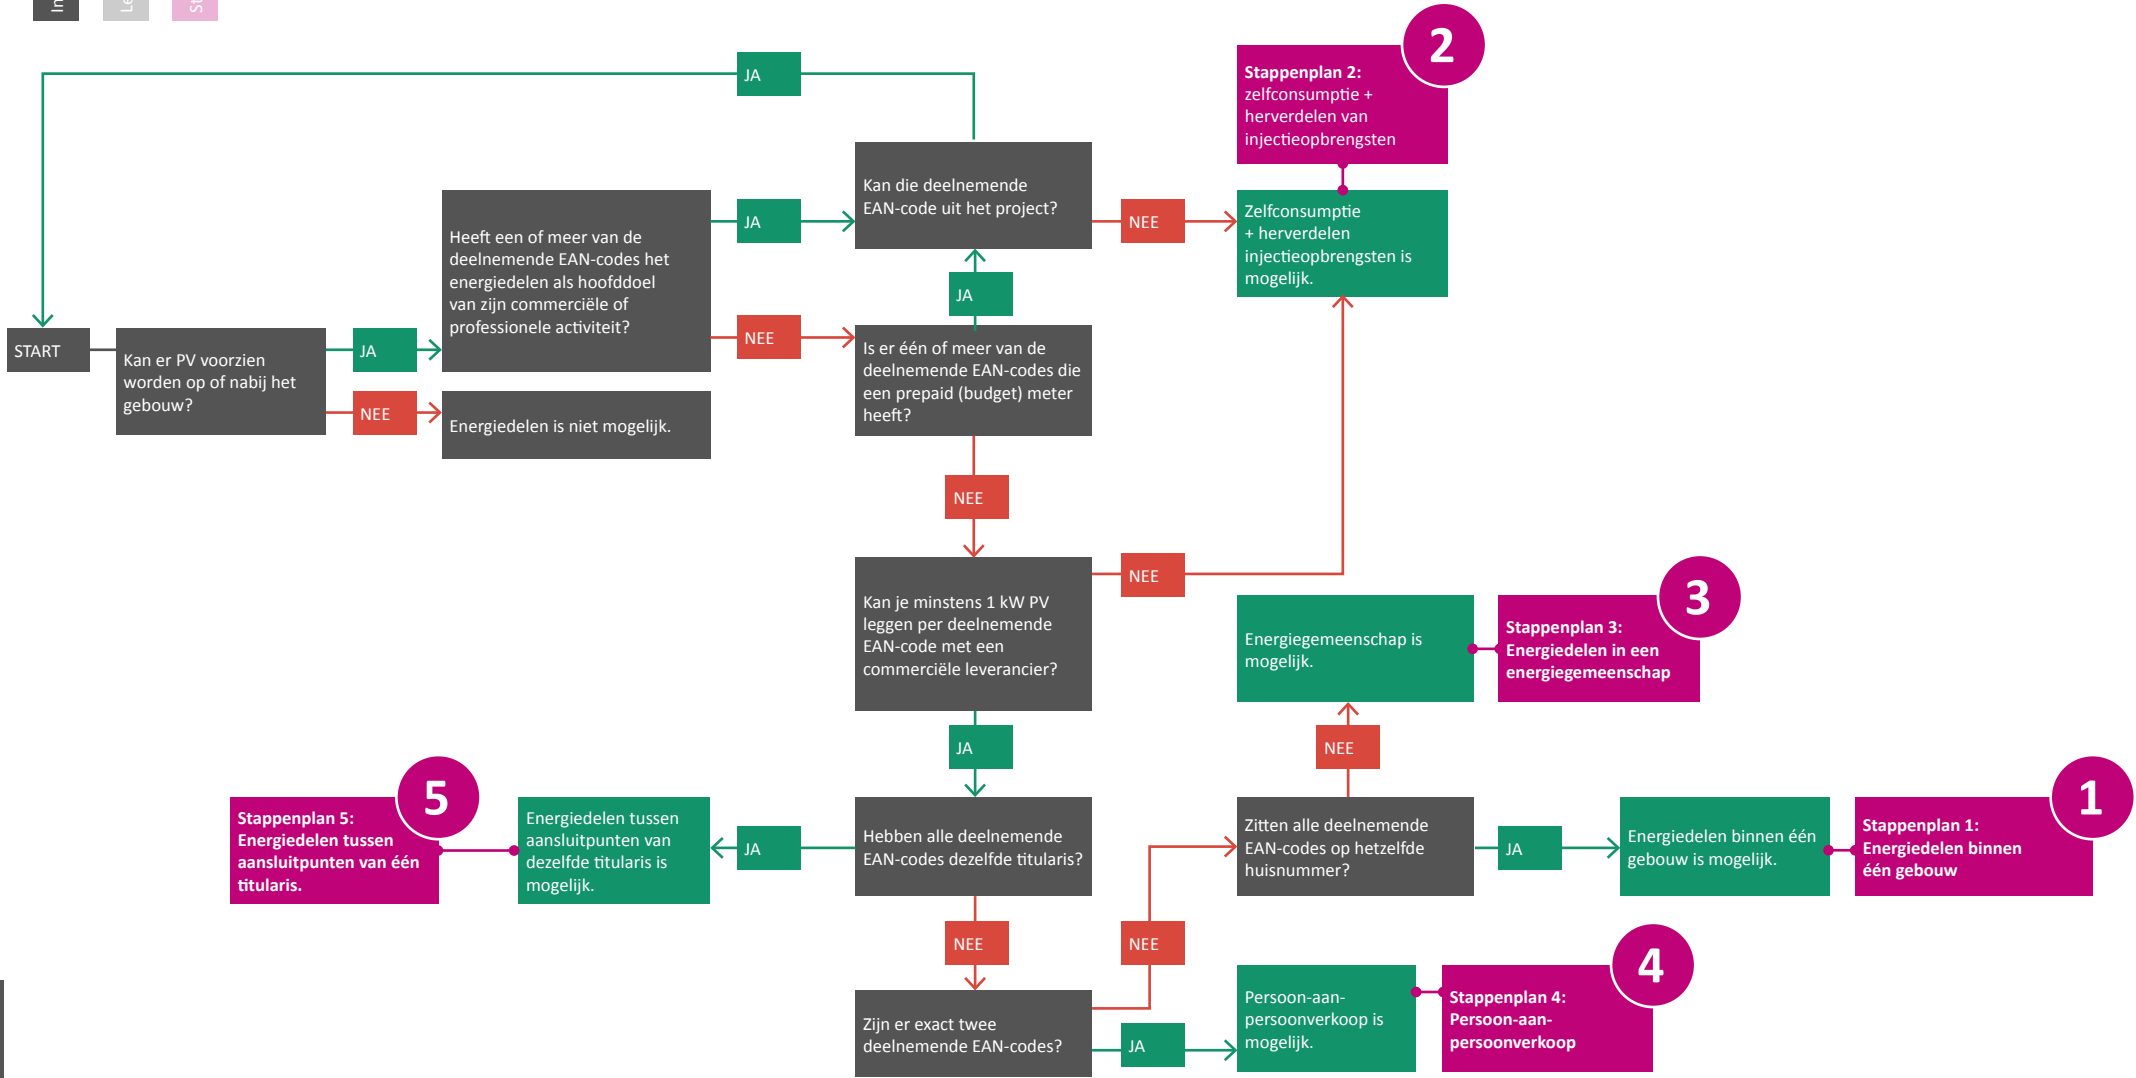 In
Le
St
START
Kan er PV voorzien
worden op of nabij het
gebouw?
JA
NEE
Energiedelen is niet mogelijk.
Heeft een of meer van de
deelnemende EAN-codes het
energiedelen als hoofddoel
van zijn commerciële of
professionele activiteit?
JA
NEE
JA
Kan die deelnemende
EAN-code uit het project?
JA
NEE
Is er één of meer van de
deelnemende EAN-codes die
een prepaid (budget) meter
heeft?
2
Stappenplan 2:
zelfconsumptie +
herverdelen van
injectieopbrengsten
Zelfconsumptie
+ herverdelen
injectieopbrengsten is
mogelijk.
NEE
Kan je minstens 1 kW PV
leggen per deelnemende
EAN-code met een
commerciële leverancier?
NEE
JA
Energiegemeenschap is
mogelijk.
3
Stappenplan 3:
Energiedelen in een
energiegemeenschap
NEE
5
Stappenplan 5:
Energiedelen tussen
aansluitpunten van één
titularis.
Energiedelen tussen
aansluitpunten van
dezelfde titularis is
mogelijk.
JA
Hebben alle deelnemende
EAN-codes dezelfde titularis?
Zitten alle deelnemende
EAN-codes op hetzelfde
huisnummer?
JA
Energiedelen binnen één
gebouw is mogelijk.
1
Stappenplan 1:
Energiedelen binnen
één gebouw
NEE
NEE
Zijn er exact twee
deelnemende EAN-codes?
JA
Persoon-aan-
persoonverkoop is
mogelijk.
4
Stappenplan 4:
Persoon-aan-
persoonverkoop